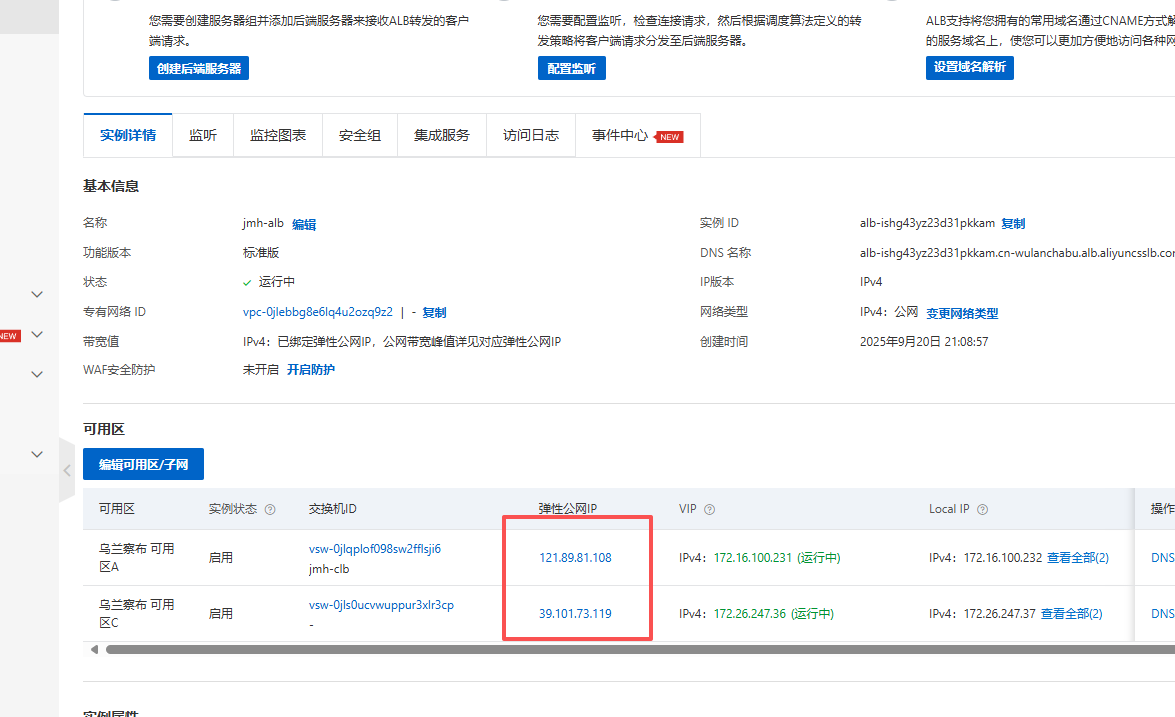 您需要创建服务器组并添加后端服务器来接收ALB转发的客户
端请求。
创建后端服务器
您需要配置监听，检查连接请求，然后根据调度算法定义的转
发策略将客户端请求分发至后端服务器。
配置监听
ALB支持将您拥有的常用域名通过CNAME方式解
的服务域名上，使您可以更加方便地访问各种网
设置域名解析
实例详情 监听 监控图表 安全组 集成服务 访问日志 事件中心 NEW
基本信息
名称 jmh-alb 编辑 实例 ID alb-ishg43yz23d31pkkam 复制
功能版本 标准版 DNS 名称 alb-ishg43yz23d31pkkam.cn-wulanchabu.alb.aliyuncsslb.com
状态 运行中 IP版本 IPv4
专有网络 ID vpc-0jlebbg8e6lq4u2ozq9z2 | - 复制 网络类型 IPv4：公网 变更网络类型
NEW
带宽值 IPv4：已绑定弹性公网IP，公网带宽峰值详见对应弹性公网IP 创建时间 2025年9月20日 21:08:57
WAF安全防护 未开启 开启防护
可用区
编辑可用区/子网
可用区 实例状态 交换机ID 弹性公网IP VIP Local IP 操作
乌兰察布 可用
区A
启用
vsw-0jlqplof098sw2fflsji6
jmh-clb
121.89.81.108
IPv4：172.16.100.231 (运行中)
IPv4：172.16.100.232 查看全部(2)
DNS
乌兰察布 可用
区C
启用
vsw-0jls0ucvwuppur3xlr3cp
-
39.101.73.119
IPv4：172.26.247.36 (运行中)
IPv4：172.26.247.37 查看全部(2)
DNS
实例属性